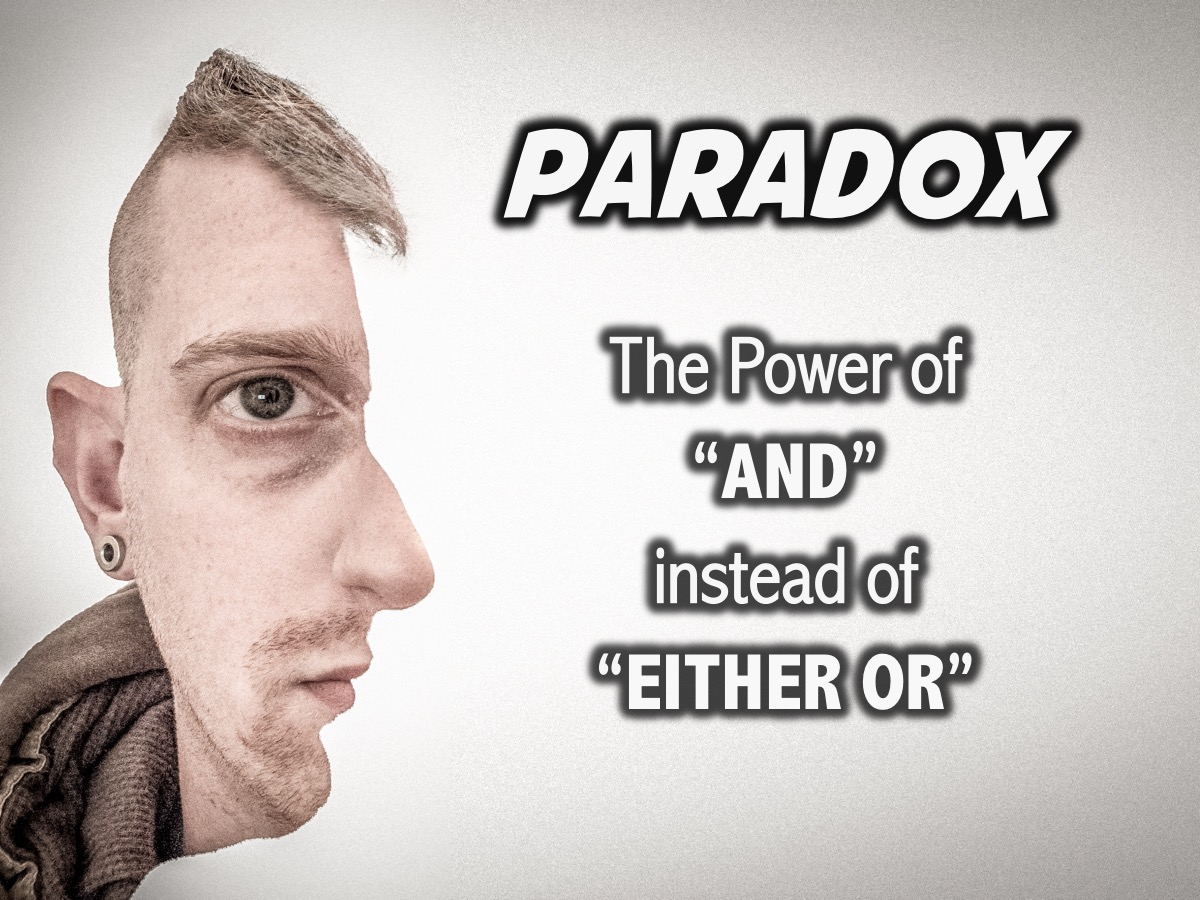 PARADOX
The Power of
“AND”
instead of
“EITHER OR”